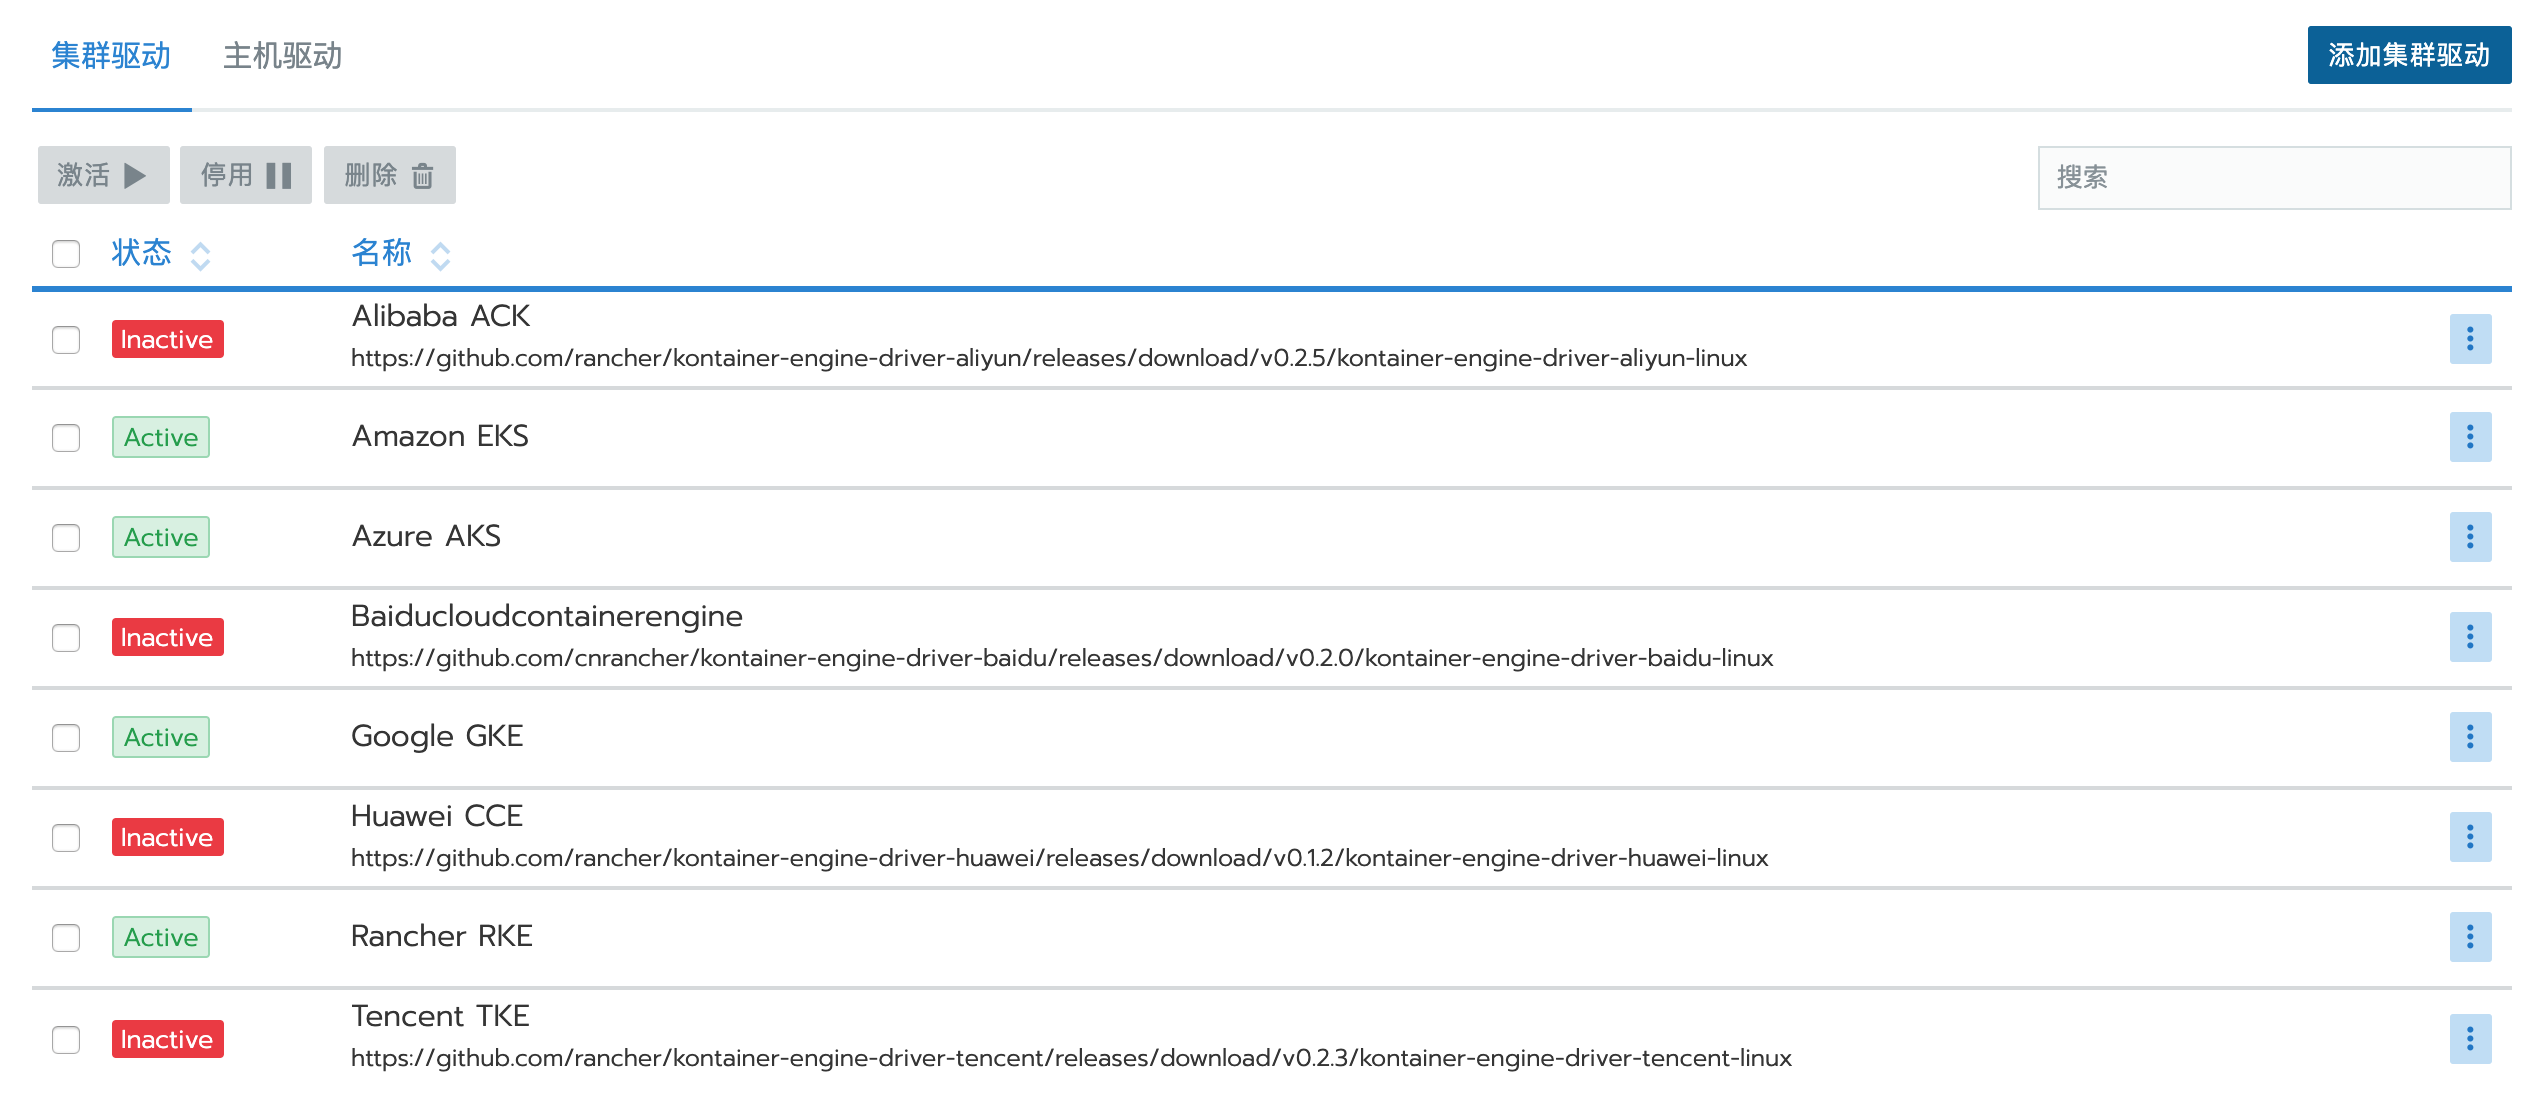 集群驱动 主机驱动 添加集群驱动
激活 停用 删除 搜索
状态 名称
Inactive Alibaba ACK
https://github.com/rancher/kontainer-engine-driver-aliyun/releases/download/v0.2.5/kontainer-engine-driver-aliyun-linux
Active Amazon EKS
Active Azure AKS
Inactive Baiducloudcontainerengine
https://github.com/cnrancher/kontainer-engine-driver-baidu/releases/download/v0.2.0/kontainer-engine-driver-baidu-linux
Active Google GKE
Inactive Huawei CCE
https://github.com/rancher/kontainer-engine-driver-huawei/releases/download/v0.1.2/kontainer-engine-driver-huawei-linux
Active Rancher RKE
Inactive Tencent TKE
https://github.com/rancher/kontainer-engine-driver-tencent/releases/download/v0.2.3/kontainer-engine-driver-tencent-linux